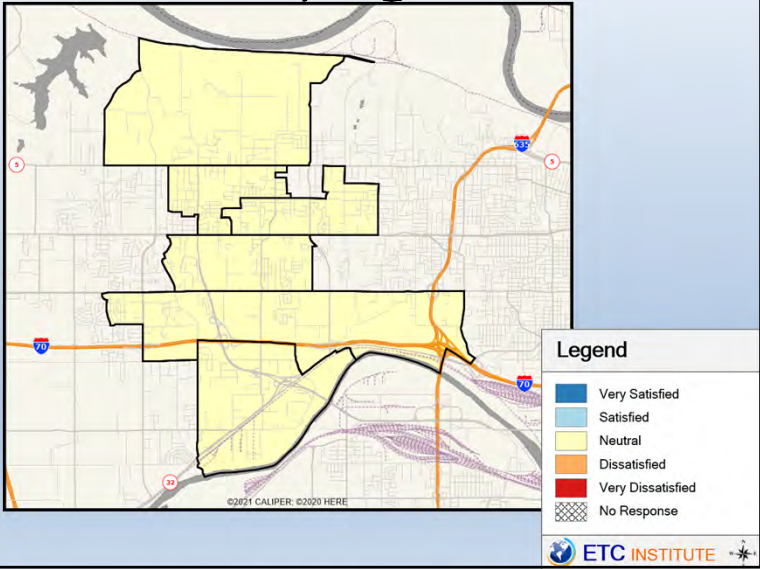 635
5
5
70
70
32
©2021 CALIPER; ©2020 HERE
Legend
Very Satisfied
Satisfied
Neutral
Dissatisfied
Very Dissatisfied
No Response
ETC INSTITUTE